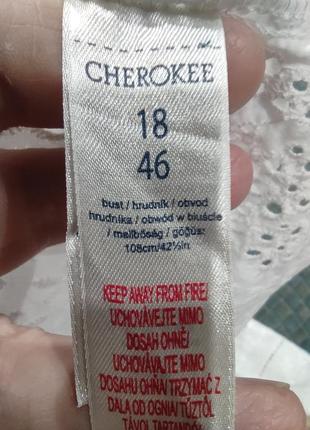 CHEROKEE
18
46
bust / hrudník / obvod
hrudníka / obwód w biuście
/ mellbőség / göğüs:
108cm/42½in
KEEP AWAY FROM FIRE/
UCHOVÁVEJTE MIMO
DOSAH OHNĚ/
UCHOVÁVAJTE MIMO
DOSAHU OHŇA/TRZYMAĆ Z
DALA OD OGNIA/TŰZTŐL
TÁVOL TARTANDÓ/